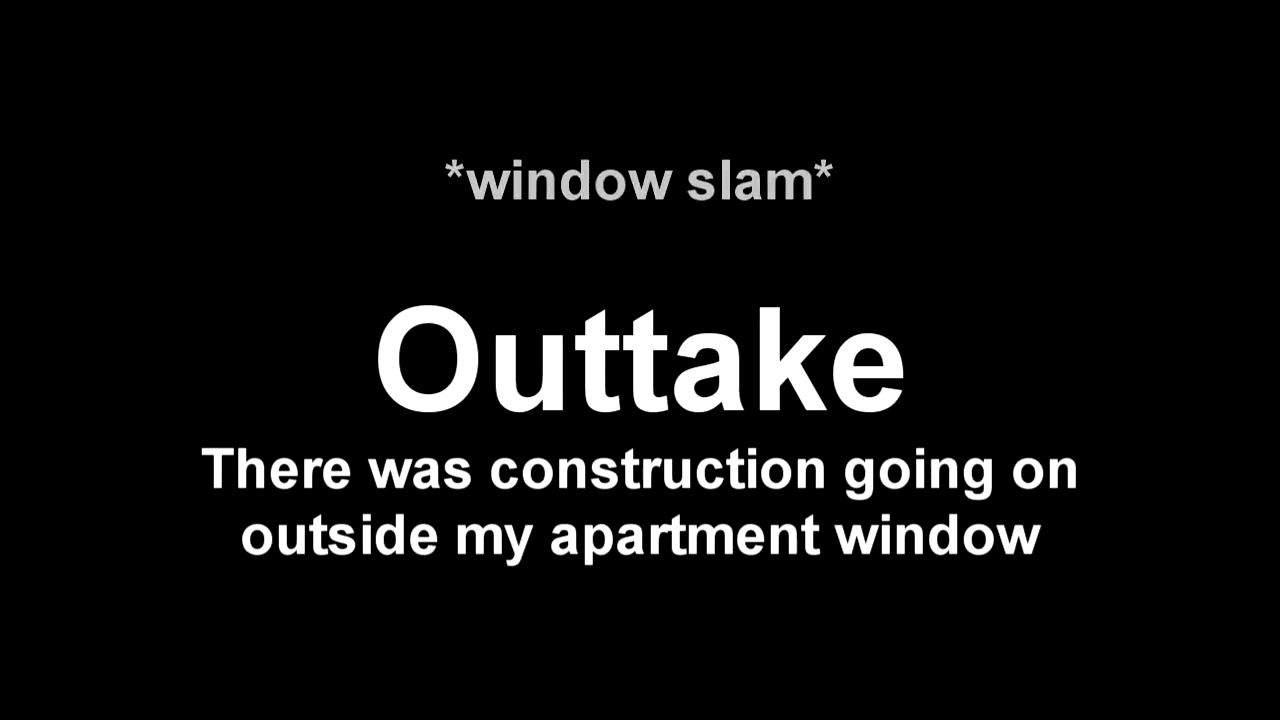 *window slam*
Outtake
There was construction going on
outside my apartment window